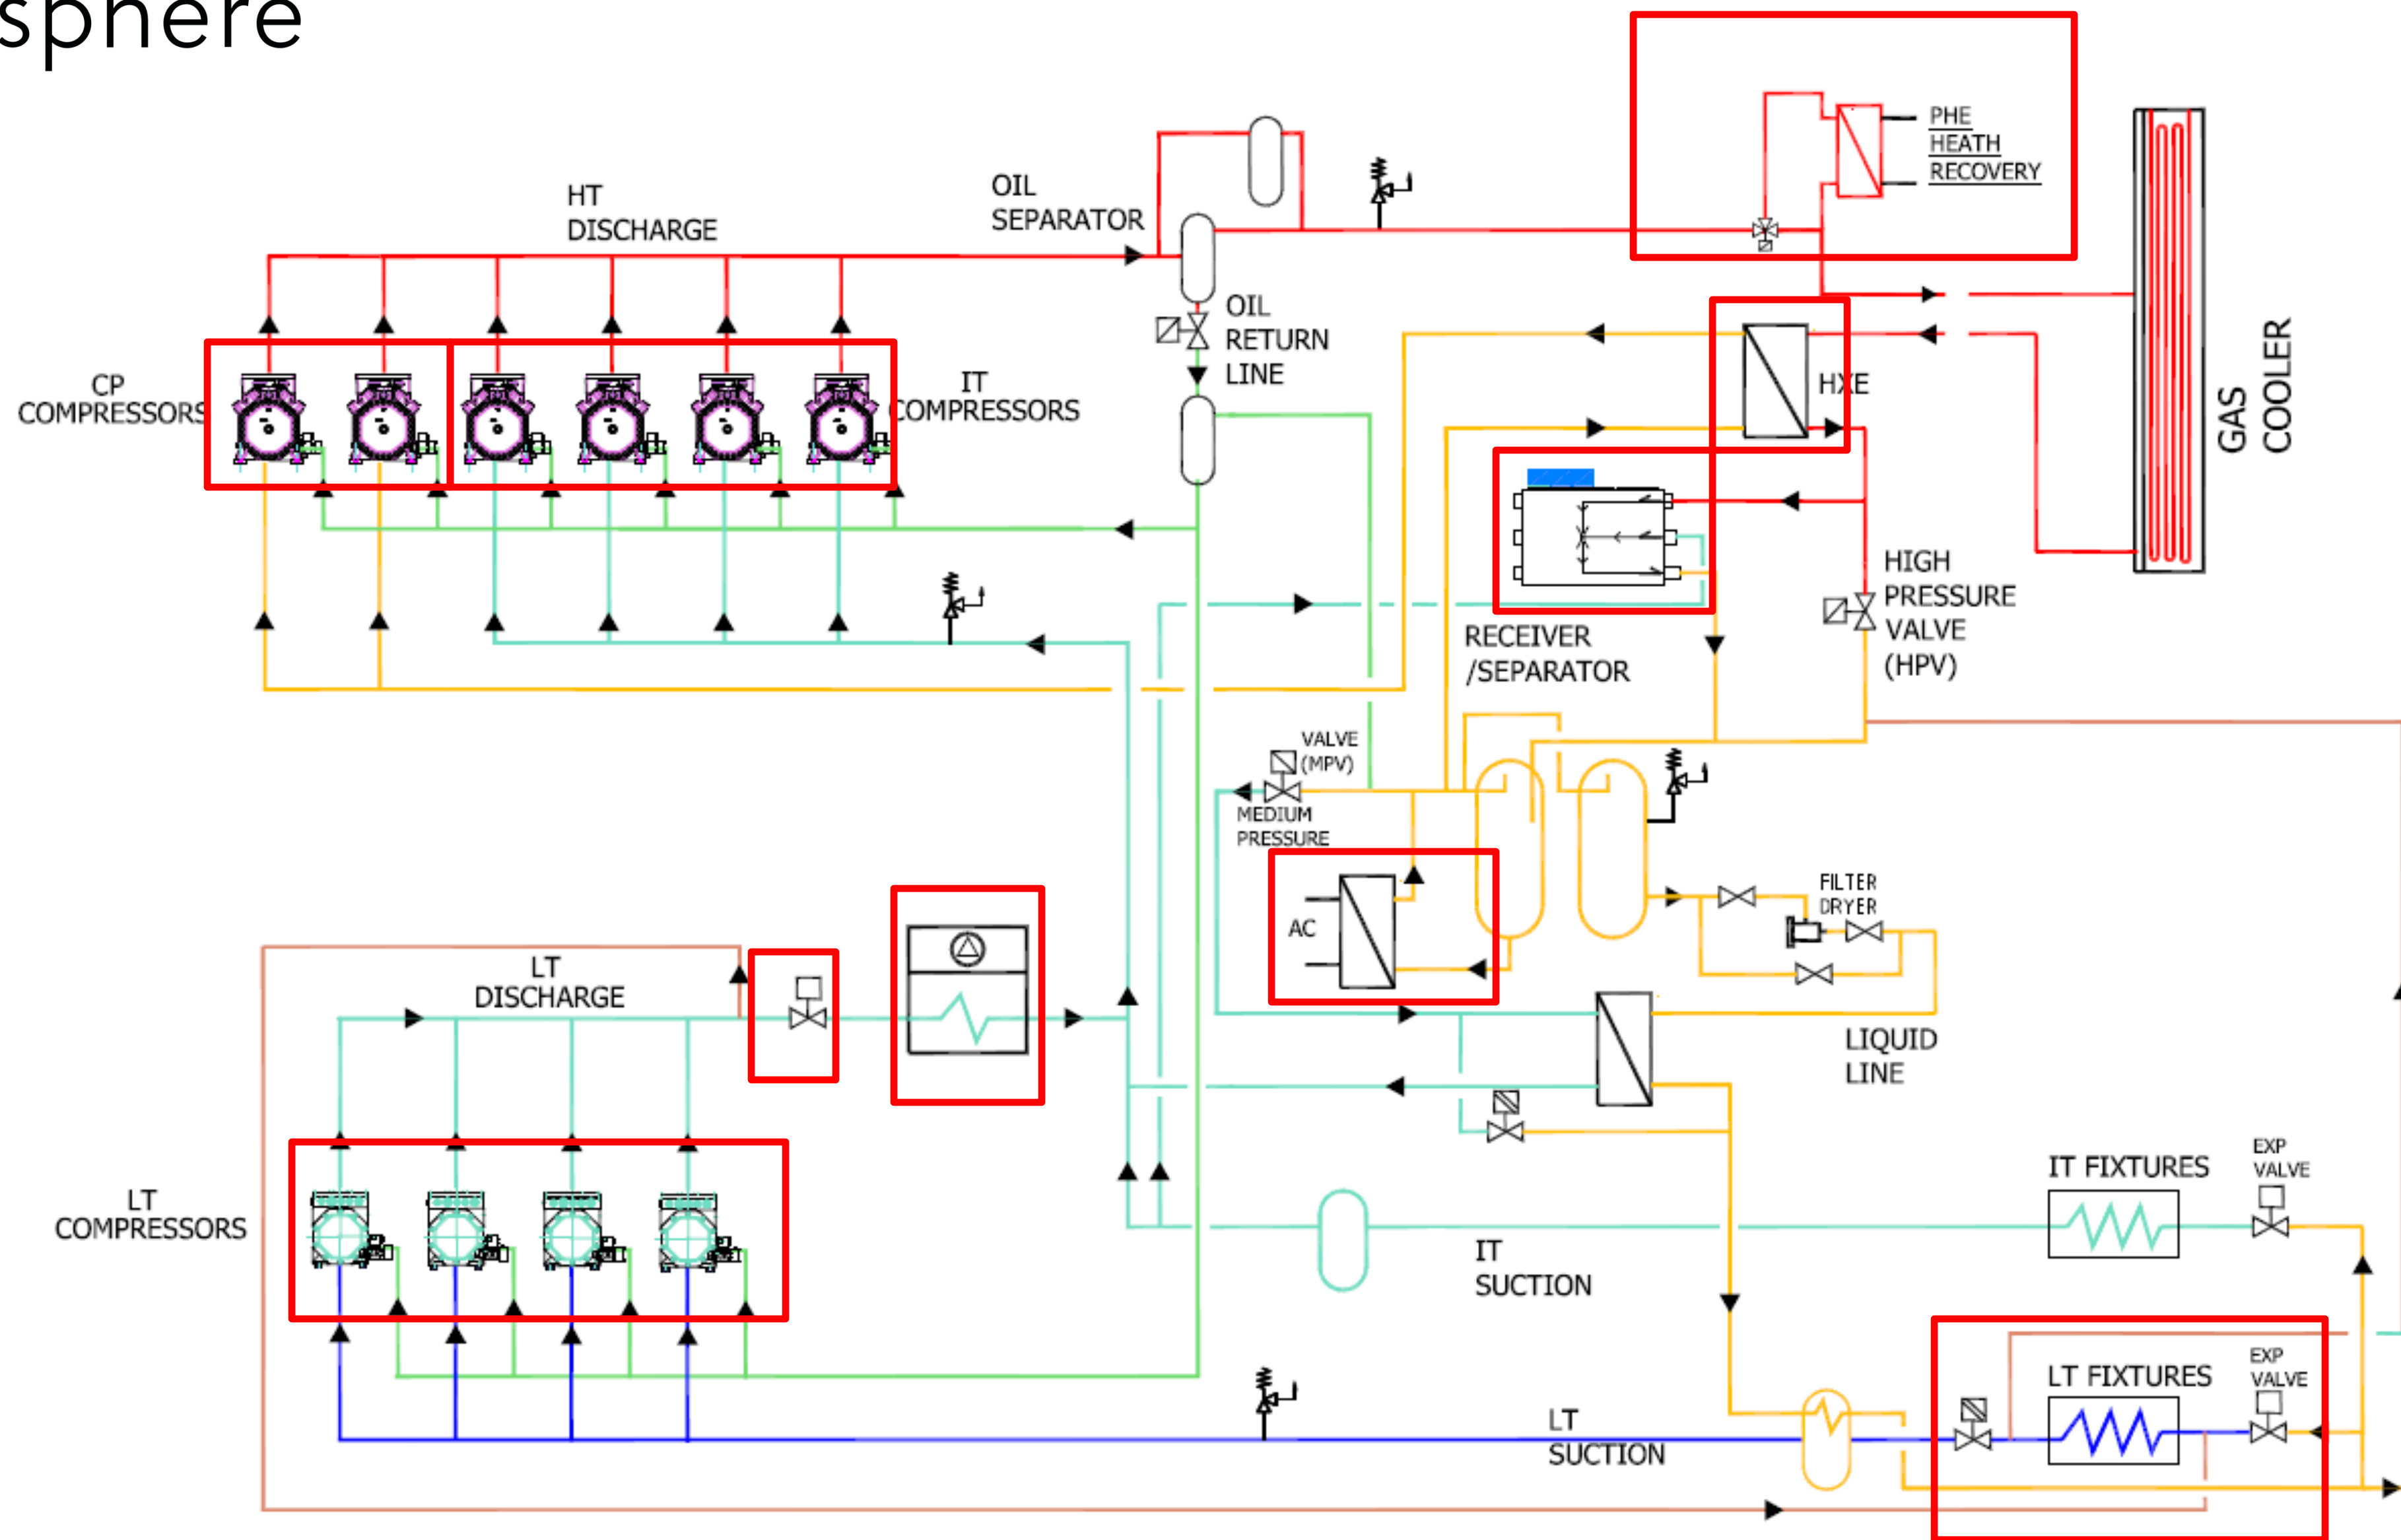 sphere
PHE
HEATH
RECOVERY
HT
DISCHARGE
OIL
SEPARATOR
OIL
RETURN
LINE
CP
COMPRESSORS
IT
COMPRESSORS
HXE
GAS
COOLER
HIGH
PRESSURE
VALVE
(HPV)
RECEIVER
/SEPARATOR
VALVE
(MPV)
MEDIUM
PRESSURE
AC
FILTER
DRYER
LT
DISCHARGE
LIQUID
LINE
LT
COMPRESSORS
IT FIXTURES
EXP
VALVE
IT
SUCTION
LT FIXTURES
EXP
VALVE
LT
SUCTION